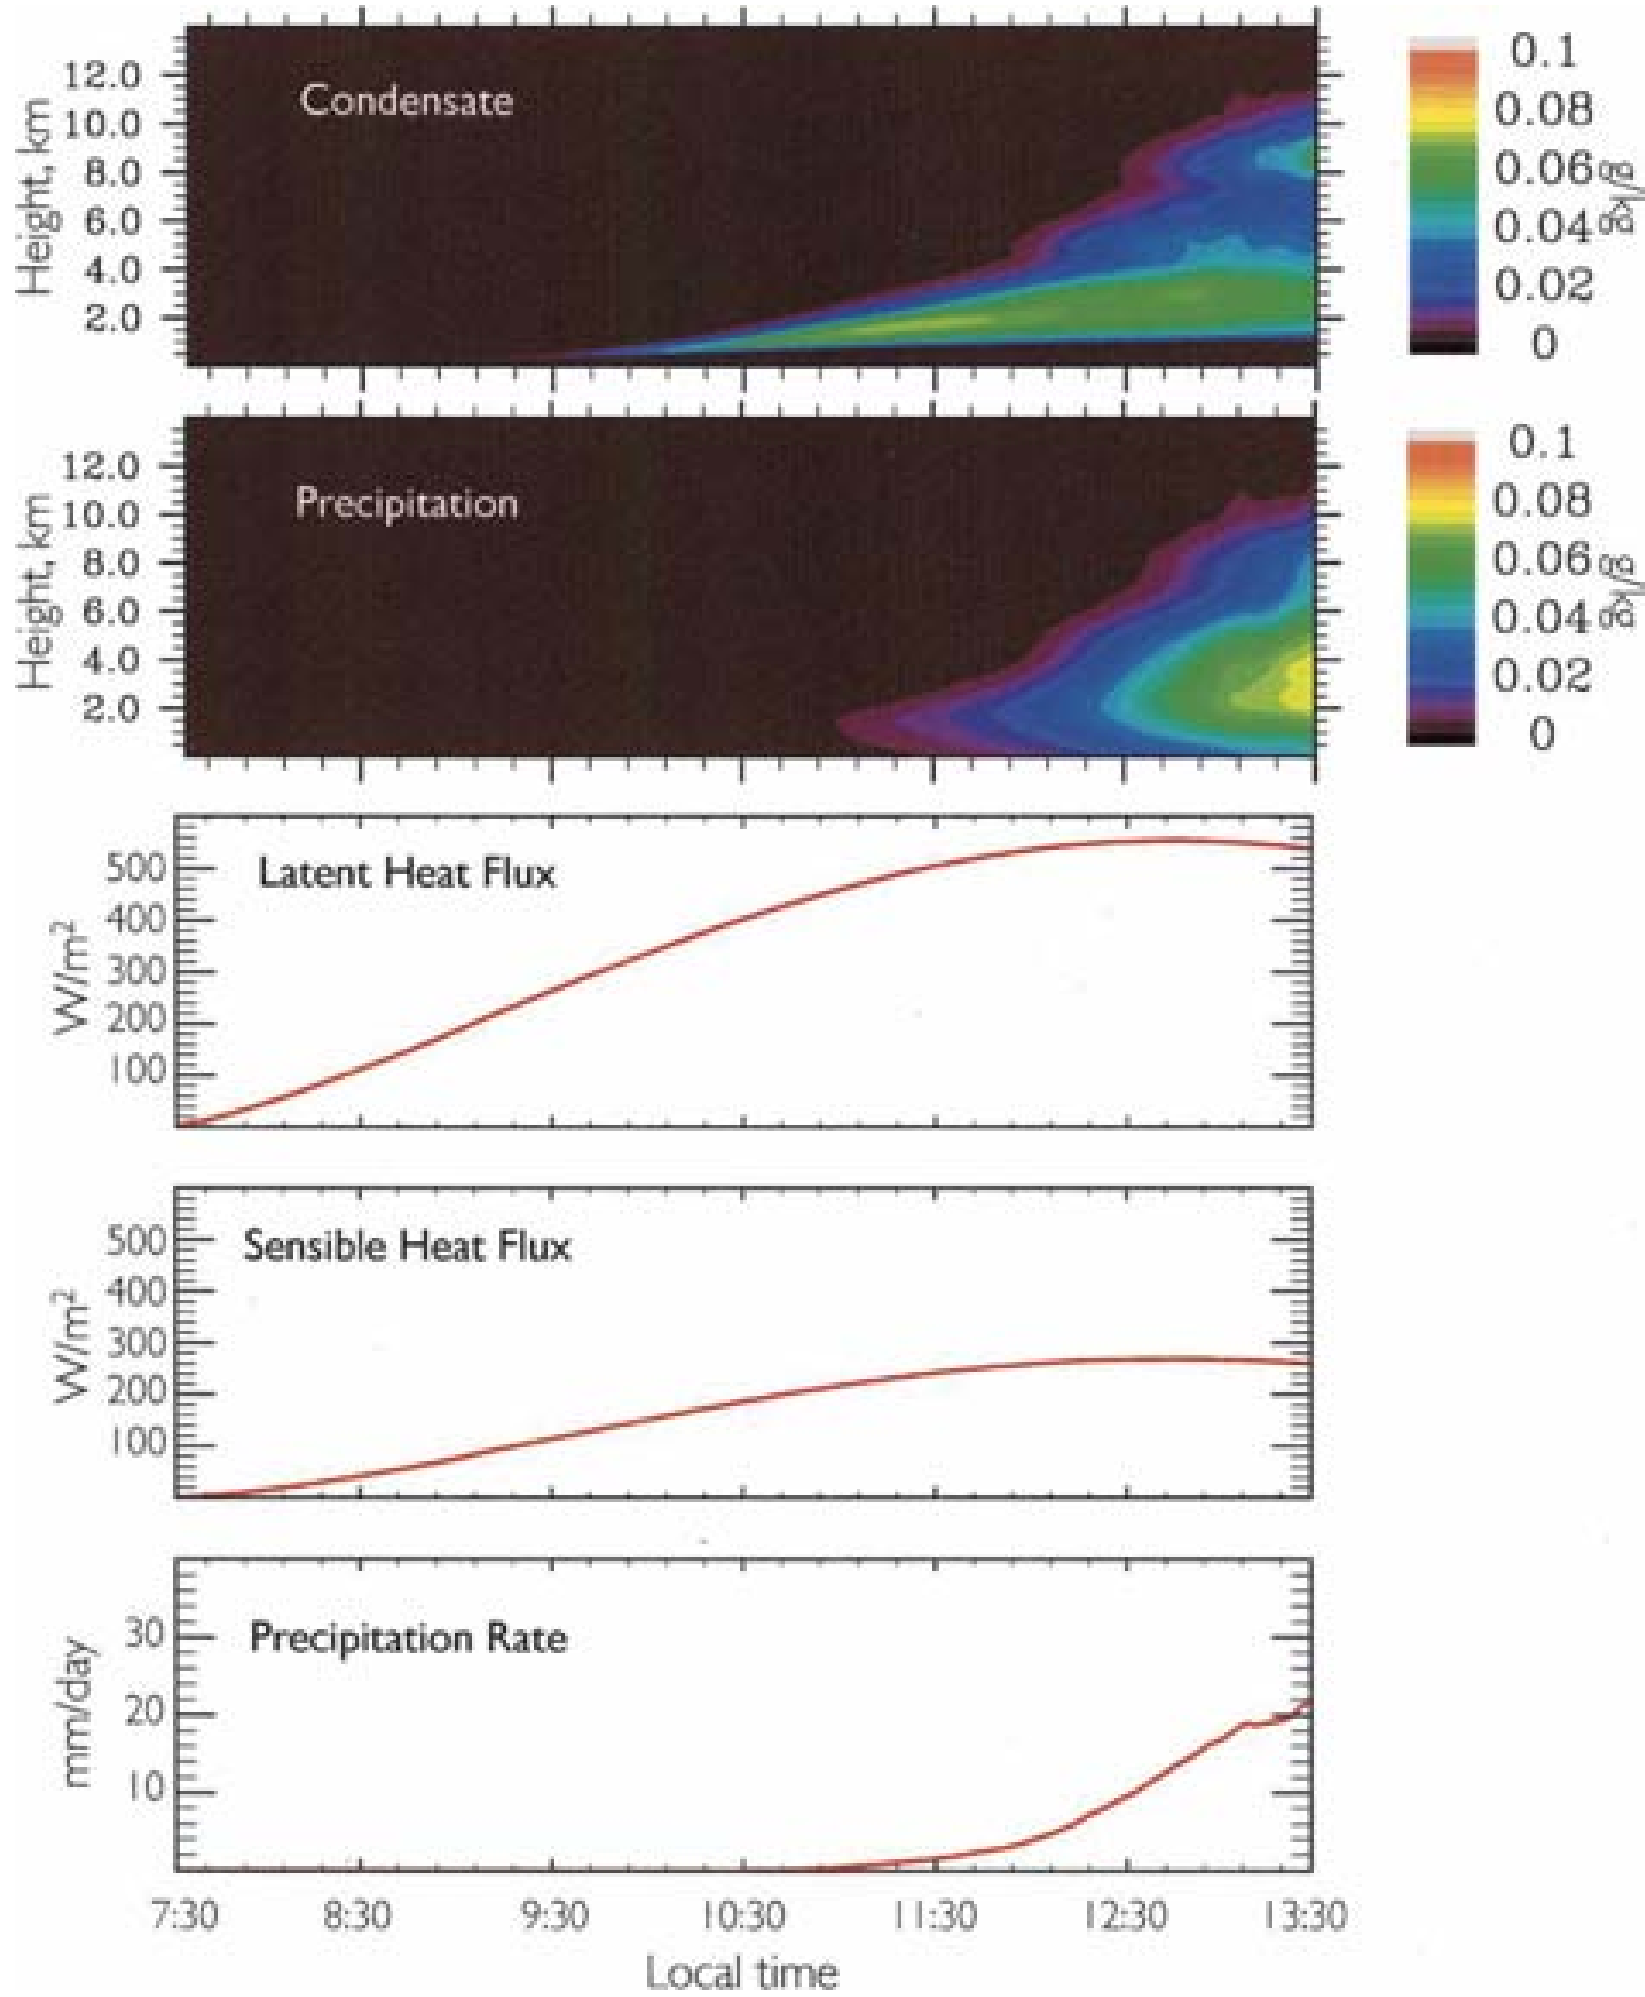 Condensate
Height, km
12.0
10.0
8.0
6.0
4.0
2.0
0.1
0.08
0.06
0.04
0.02
0
g/kg
Precipitation
Height, km
12.0
10.0
8.0
6.0
4.0
2.0
0.1
0.08
0.06
0.04
0.02
0
g/kg
Latent Heat Flux
W/m²
500
400
300
200
100
Sensible Heat Flux
W/m²
500
400
300
200
100
Precipitation Rate
mm/day
30
20
10
7:30 8:30 9:30 10:30 11:30 12:30 13:30
Local time